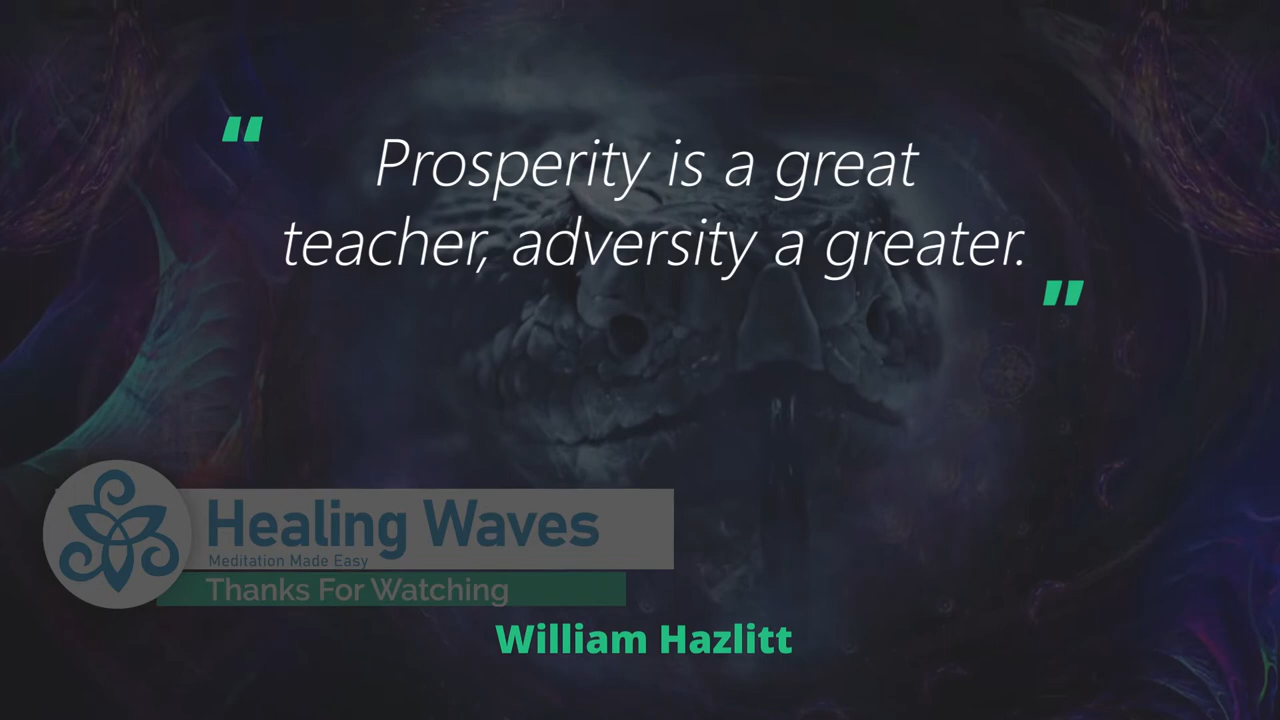 "
Prosperity is a great
teacher, adversity a greater.
"
Healing Waves
Meditation Made Easy
Thanks For Watching
William Hazlitt